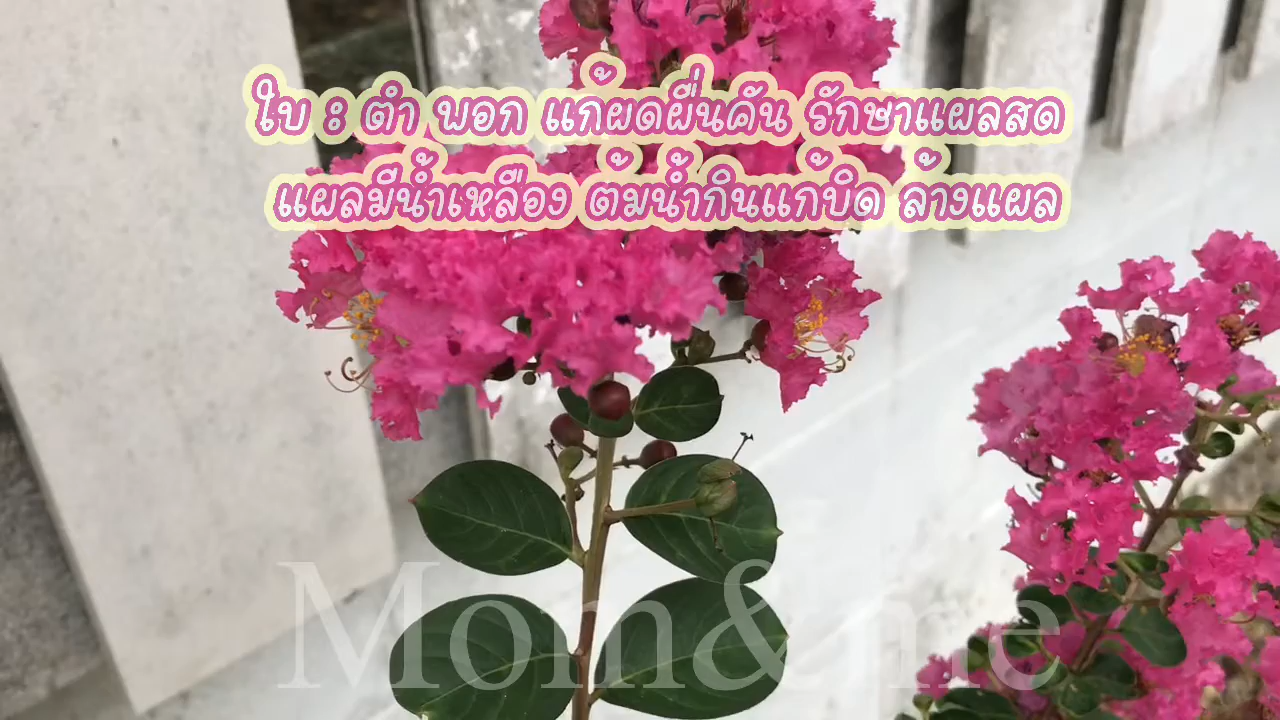 ใบ : ตำ พอก แก้ผดผื่นคัน รักษาแผลสด
แผลมีน้ำเหลือง ต้มน้ำกินแก้บิด ล้างแผล
Mom& me